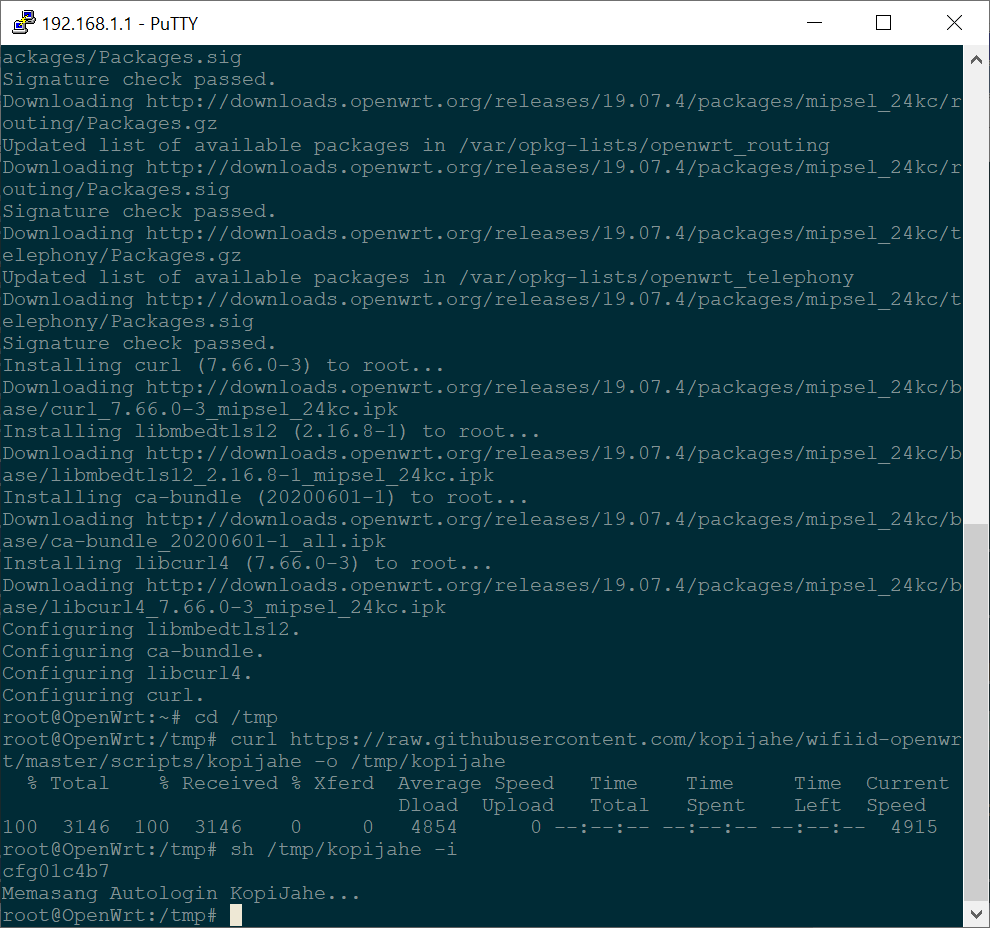 192.168.1.1 - PuTTY
ackages/Packages.sig
Signature check passed.
Downloading http://downloads.openwrt.org/releases/19.07.4/packages/mipsel_24kc/r
outing/Packages.gz
Updated list of available packages in /var/opkg-lists/openwrt_routing
Downloading http://downloads.openwrt.org/releases/19.07.4/packages/mipsel_24kc/r
outing/Packages.sig
Signature check passed.
Downloading http://downloads.openwrt.org/releases/19.07.4/packages/mipsel_24kc/t
elephony/Packages.gz
Updated list of available packages in /var/opkg-lists/openwrt_telephony
Downloading http://downloads.openwrt.org/releases/19.07.4/packages/mipsel_24kc/t
elephony/Packages.sig
Signature check passed.
Installing curl (7.66.0-3) to root...
Downloading http://downloads.openwrt.org/releases/19.07.4/packages/mipsel_24kc/b
ase/curl_7.66.0-3_mipsel_24kc.ipk
Installing libmbedtls12 (2.16.8-1) to root...
Downloading http://downloads.openwrt.org/releases/19.07.4/packages/mipsel_24kc/b
ase/libmbedtls12_2.16.8-1_mipsel_24kc.ipk
Installing ca-bundle (20200601-1) to root...
Downloading http://downloads.openwrt.org/releases/19.07.4/packages/mipsel_24kc/b
ase/ca-bundle_20200601-1_all.ipk
Installing libcurl4 (7.66.0-3) to root...
Downloading http://downloads.openwrt.org/releases/19.07.4/packages/mipsel_24kc/b
ase/libcurl4_7.66.0-3_mipsel_24kc.ipk
Configuring libmbedtls12.
Configuring ca-bundle.
Configuring libcurl4.
Configuring curl.
root@OpenWrt:~# cd /tmp
root@OpenWrt:/tmp# curl https://raw.githubusercontent.com/kopijahe/wifiid-openwr
t/master/scripts/kopijahe -o /tmp/kopijahe
  % Total    % Received % Xferd  Average Speed   Time    Time     Time  Current
                                 Dload  Upload   Total   Spent    Left  Speed
100  3146  100  3146    0     0   4854      0 --:--:-- --:--:-- --:--:--  4915
root@OpenWrt:/tmp# sh /tmp/kopijahe -i
cfg01c4b7
Memasang Autologin KopiJahe...
root@OpenWrt:/tmp#